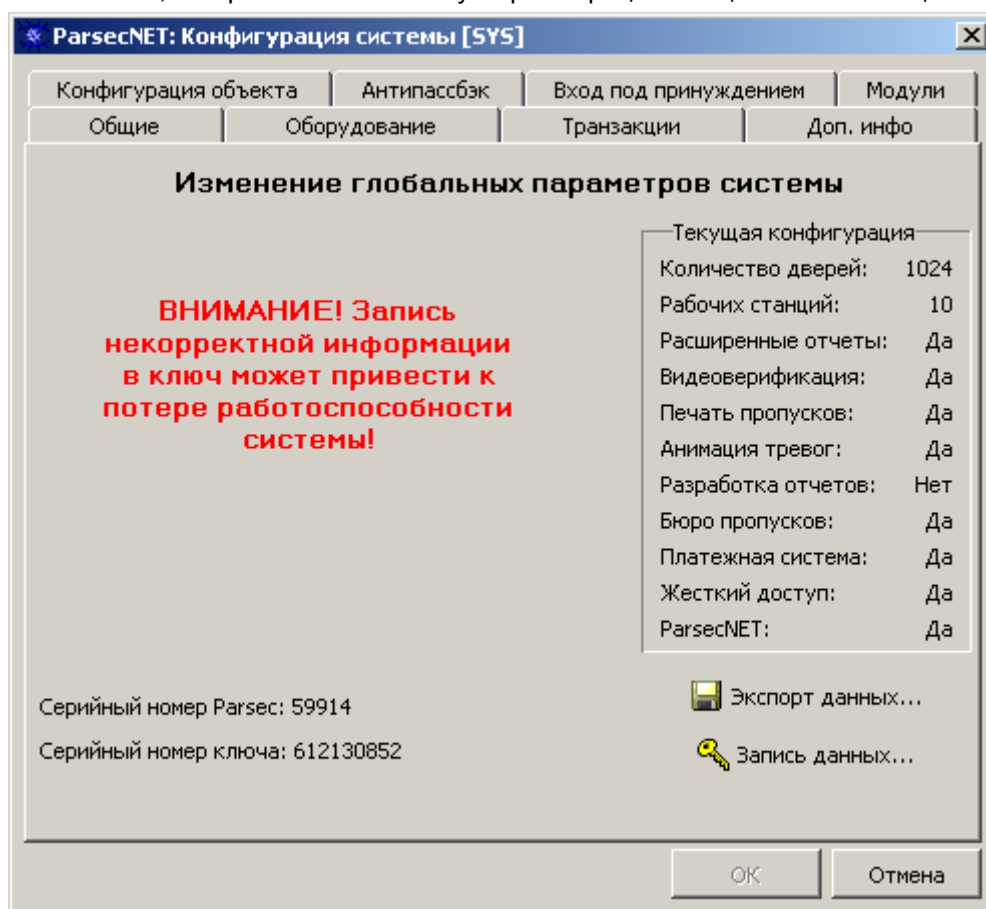 ParsecNET: Конфигурация системы [SYS]
Конфигурация объекта
Антипассбэк
Вход под принуждением
Модули
Общие
Оборудование
Транзакции
Доп. инфо
Изменение глобальных параметров системы
ВНИМАНИЕ! Запись
некорректной информации
в ключ может привести к
потере работоспособности
системы!
Текущая конфигурация
Количество дверей: 1024
Рабочих станций: 10
Расширенные отчеты: Да
Видеоверификация: Да
Печать пропусков: Да
Анимация тревог: Да
Разработка отчетов: Нет
Бюро пропусков: Да
Платежная система: Да
Жесткий доступ: Да
ParsecNET: Да
Серийный номер Parsec: 59914
Серийный номер ключа: 612130852
Экспорт данных...
Запись данных...
OK
Отмена